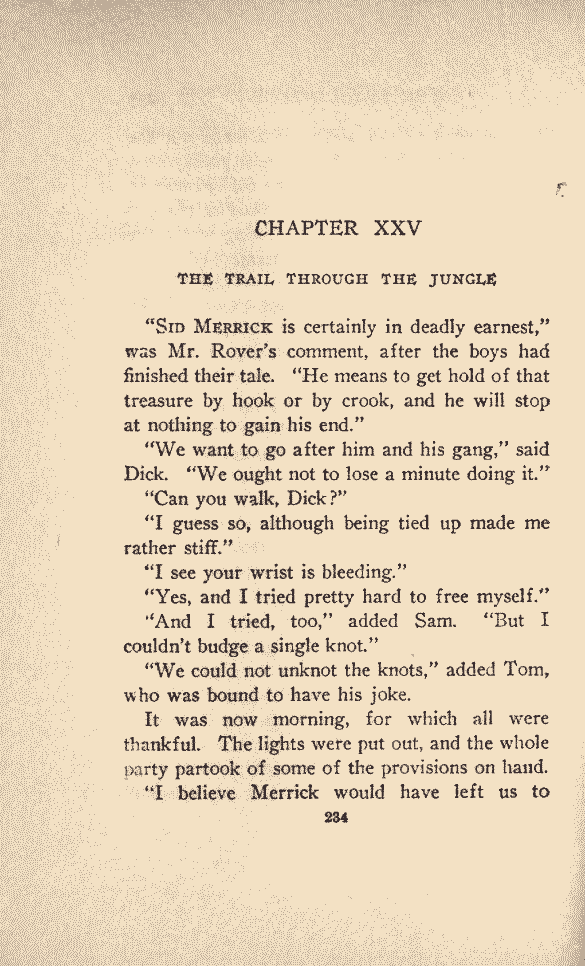 CHAPTER XXV
THE TRAIL THROUGH THE JUNGLE
"SID MERRICK is certainly in deadly earnest,"
was Mr. Rover's comment, after the boys had
finished their tale. "He means to get hold of that
treasure by hook or by crook, and he will stop
at nothing to gain his end."
"We want to go after him and his gang," said
Dick. "We ought not to lose a minute doing it."
"Can you walk, Dick?"
"I guess so, although being tied up made me
rather stiff."
"I see your wrist is bleeding."
"Yes, and I tried pretty hard to free myself."
"And I tried, too," added Sam. "But I
couldn't budge a single knot."
"We could not unknot the knots," added Tom,
who was bound to have his joke.
It was now morning, for which all were
thankful. The lights were put out, and the whole
party partook of some of the provisions on hand.
"I believe Merrick would have left us to
234